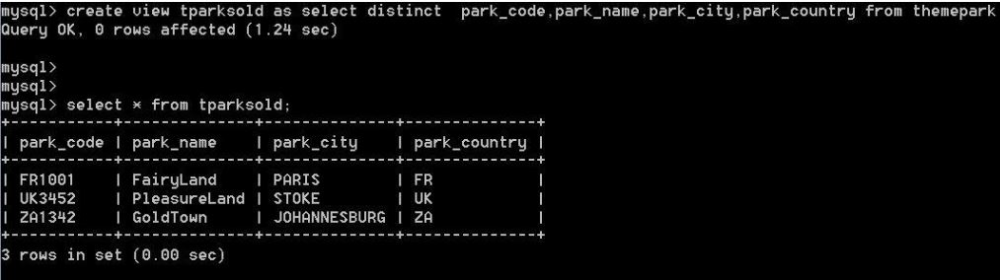 mysql> create view tparksold as select distinct  park_code,park_name,park_city,park_country from themepark
Query OK, 0 rows affected (1.24 sec)
mysql>
mysql>
mysql> select * from tparksold;
+-----------+--------------+--------------+--------------+
| park_code | park_name    | park_city    | park_country |
+-----------+--------------+--------------+--------------+
| FR1001    | FairyLand    | PARIS        | FR           |
| UK3452    | PleasureLand | STOKE        | UK           |
| ZA1342    | GoldTown     | JOHANNESBURG | ZA           |
+-----------+--------------+--------------+--------------+
3 rows in set (0.00 sec)